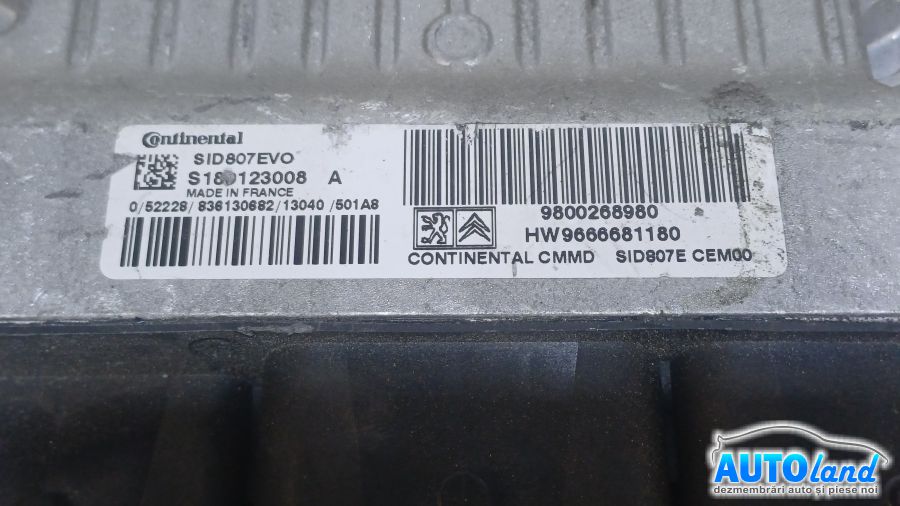 Continental
SID807EVO
S180123008 A
MADE IN FRANCE
0/52228/836130682/13040/501A8
9800268980
HW9666681180
CONTINENTAL CMMD SID807E CEM00
AUTOland
dezmembrări auto și piese noi